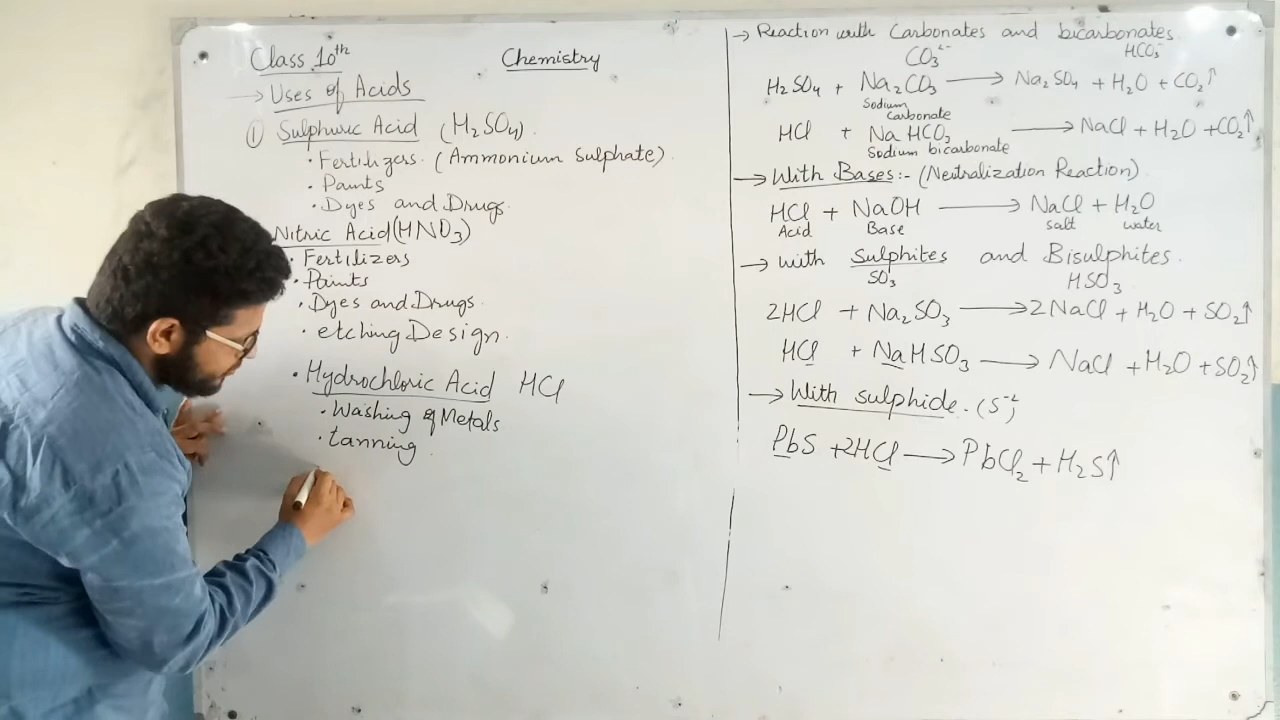 Class 10th
Chemistry
→ Uses of Acids
① Sulphuric Acid (H₂SO₄).
· Fertilizers. (Ammonium sulphate).
· Paints
· Dyes and Drugs.
Nitric Acid (HNO₃)
· Fertilizers
· Paints
· Dyes and Drugs.
· etching Design.
· Hydrochloric Acid HCl
· Washing of Metals
· tanning.
→ Reaction with Carbonates and bicarbonates.
CO₃²⁻ HCO₃⁻
H₂SO₄ + Na₂CO₃ → Na₂SO₄ + H₂O + CO₂↑
Sodium carbonate
HCl + NaHCO₃ → NaCl + H₂O + CO₂↑
Sodium bicarbonate
→ With Bases:- (Neutralization Reaction).
HCl + NaOH → NaCl + H₂O
Acid Base salt water
→ with Sulphites and Bisulphites.
SO₃ HSO₃
2HCl + Na₂SO₃ → 2NaCl + H₂O + SO₂↑
HCl + NaHSO₃ → NaCl + H₂O + SO₂↑
→ With sulphide. (S⁻²)
PbS + 2HCl → PbCl₂ + H₂S↑